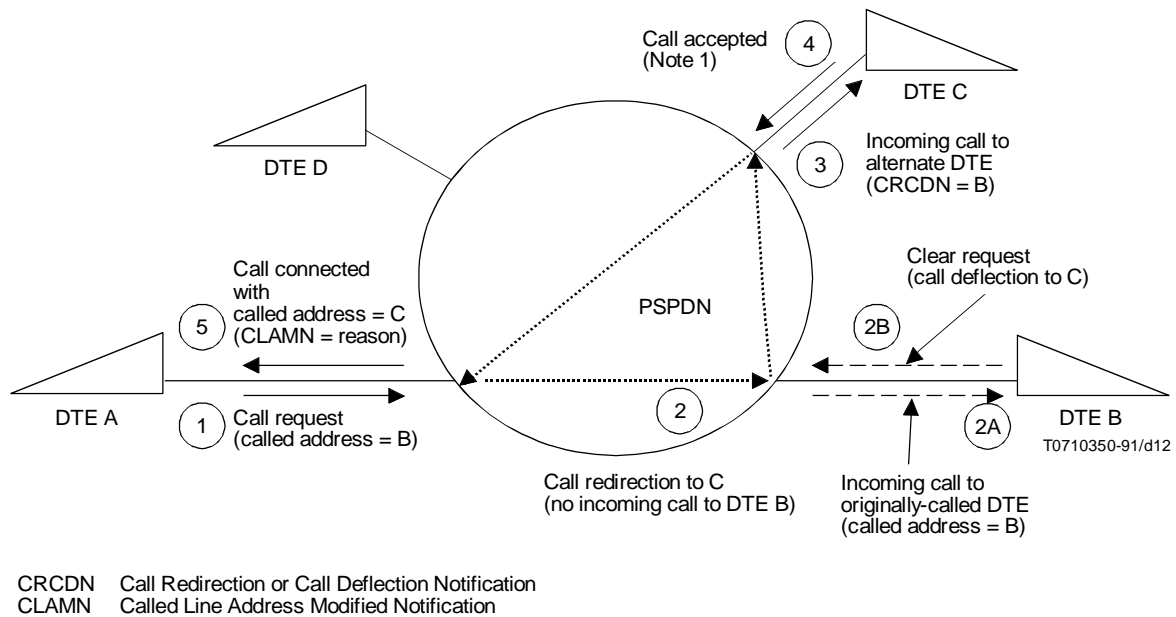 Call accepted
(Note 1)
4
DTE C
DTE D
3
Incoming call to
alternate DTE
(CRCDN = B)
Call connected
with
called address = C
(CLAMN = reason)
5
PSPDN
Clear request
(call deflection to C)
2B
DTE A
1
Call request
(called address = B)
2
2A
DTE B
T0710350-91/d12
Call redirection to C
(no incoming call to DTE B)
Incoming call to
originally-called DTE
(called address = B)
CRCDN Call Redirection or Call Deflection Notification
CLAMN Called Line Address Modified Notification